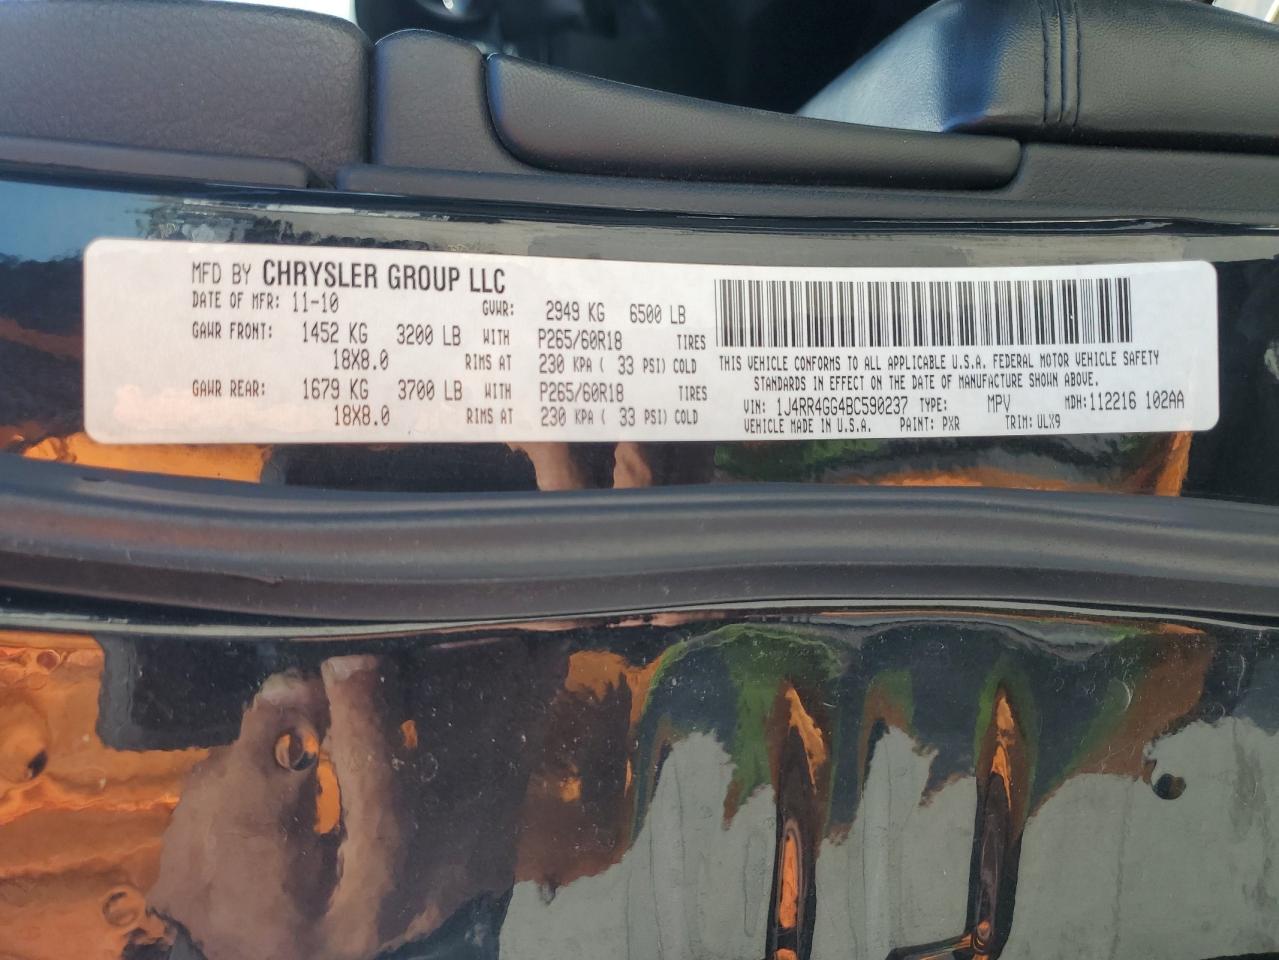 MFD BY CHRYSLER GROUP LLC
DATE OF MFR: 11-10 GVWR: 2949 KG 6500 LB
GAWR FRONT: 1452 KG 3200 LB WITH P265/60R18 TIRES
18X8.0 RIMS AT 230 KPA ( 33 PSI) COLD
GAWR REAR: 1679 KG 3700 LB WITH P265/60R18 TIRES
18X8.0 RIMS AT 230 KPA ( 33 PSI) COLD
THIS VEHICLE CONFORMS TO ALL APPLICABLE U.S.A. FEDERAL MOTOR VEHICLE SAFETY
STANDARDS IN EFFECT ON THE DATE OF MANUFACTURE SHOWN ABOVE.
VIN: 1J4RR4GG4BC590237 TYPE: MPV MDH: 112216 102AA
VEHICLE MADE IN U.S.A. PAINT: PXR TRIM: ULX9